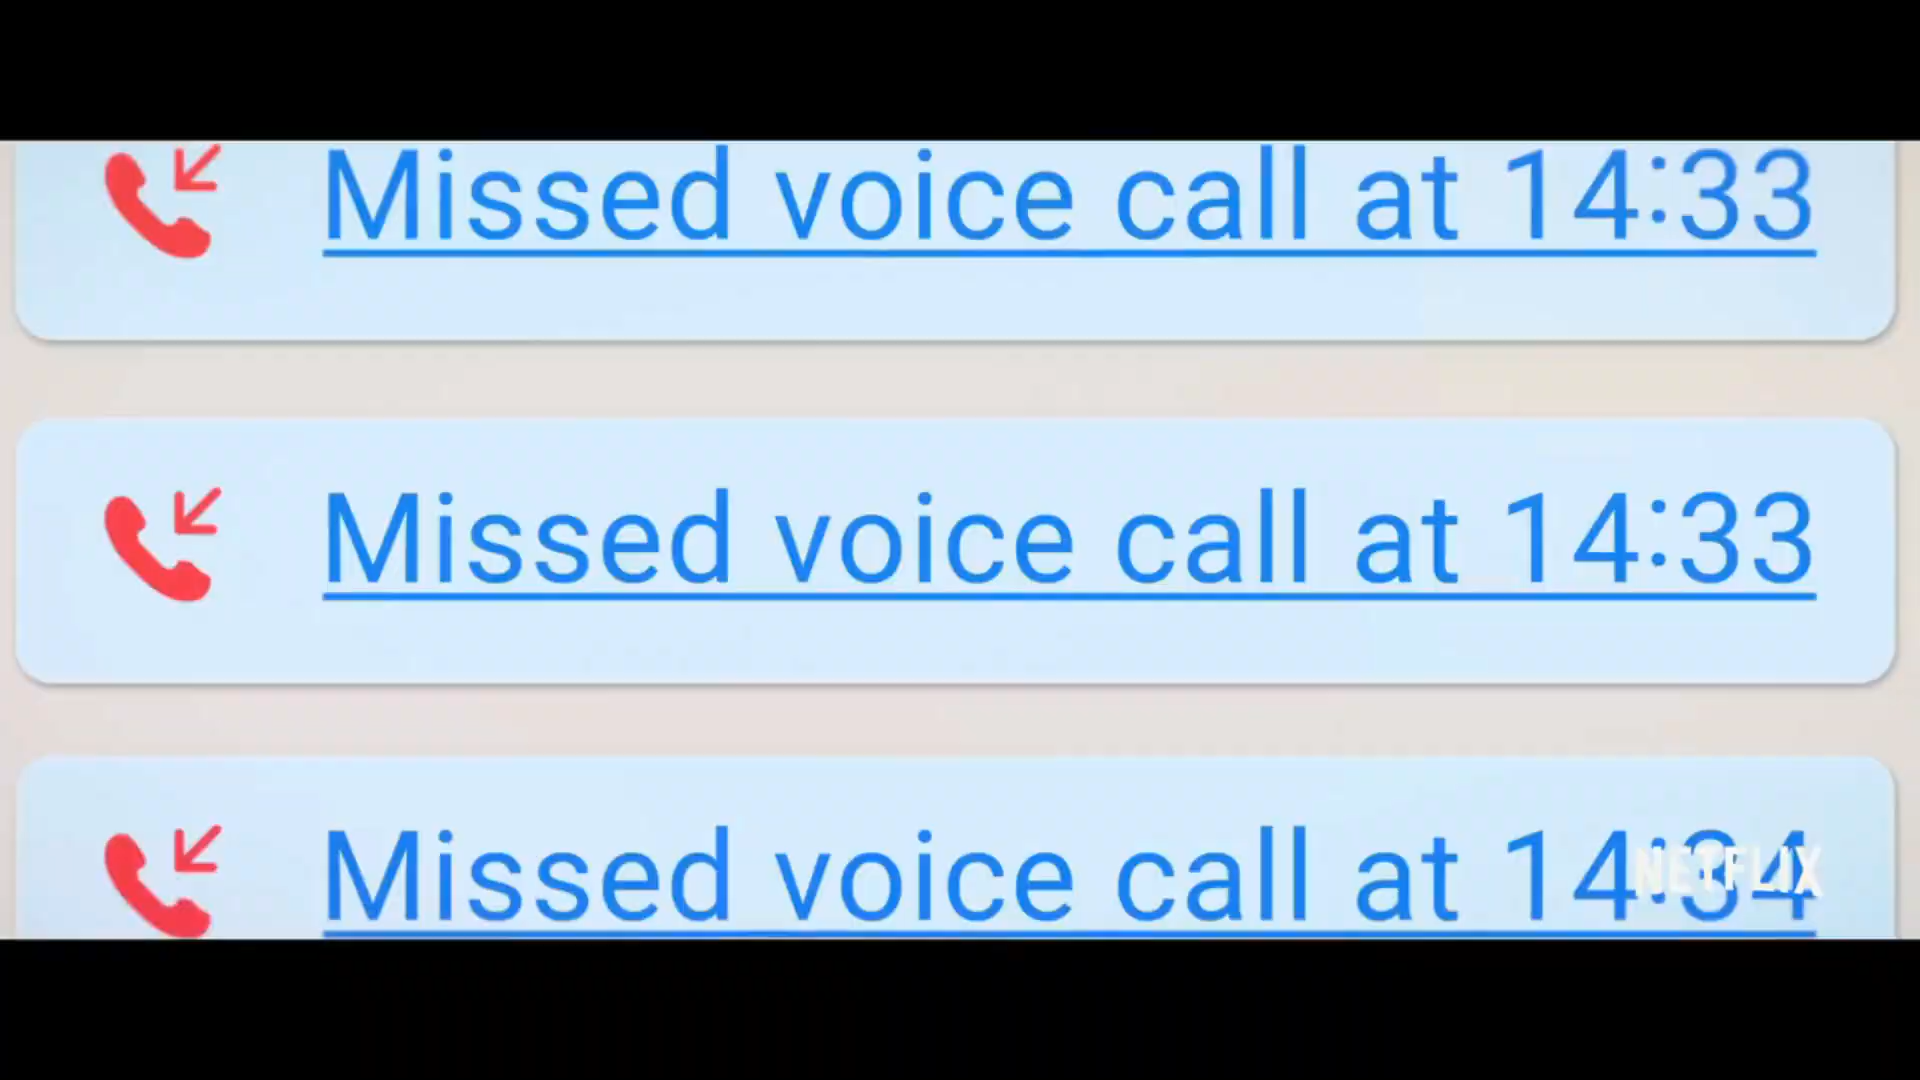 Missed voice call at 14:33
Missed voice call at 14:33
Missed voice call at 14:34
NETFLIX